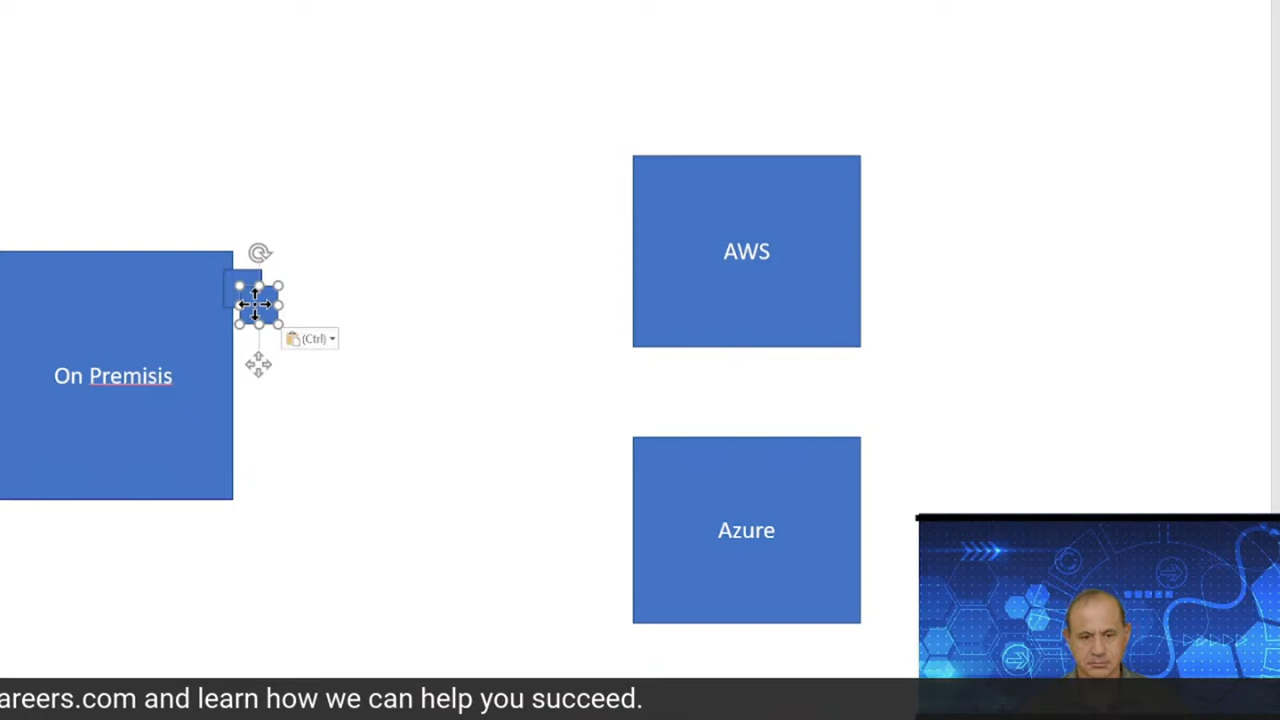 AWS
(Ctrl)
On Premisis
Azure
areers.com and learn how we can help you succeed.